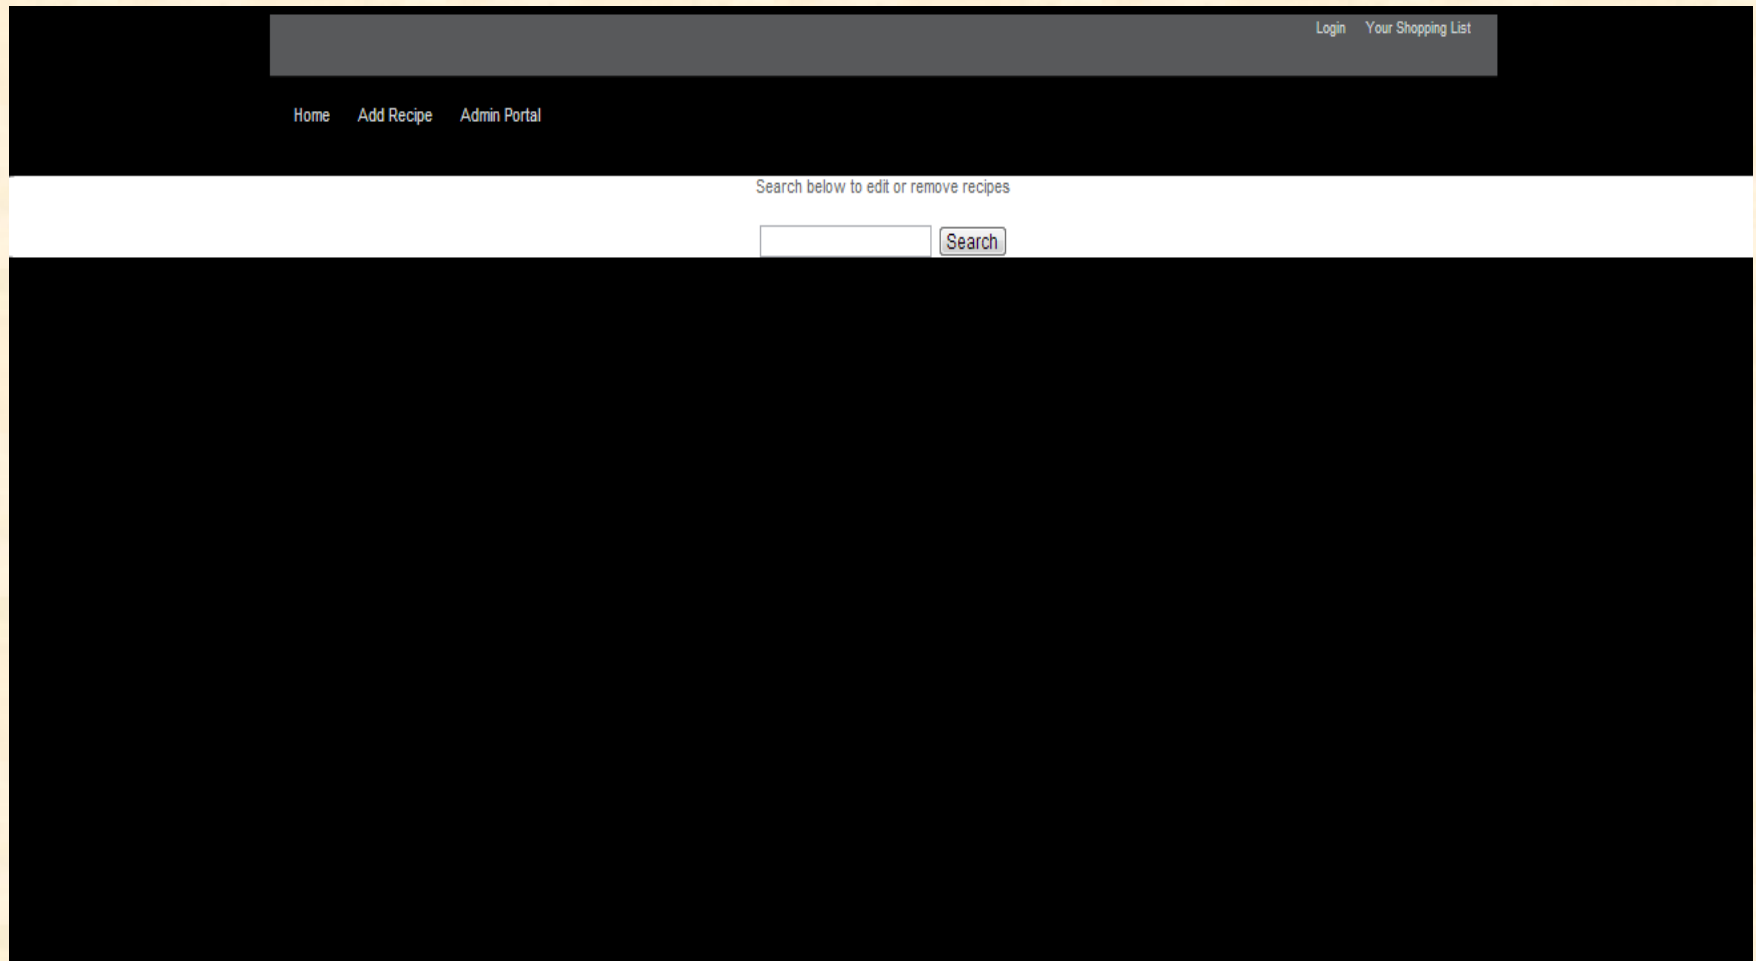 Login Your Shopping List
Home Add Recipe Admin Portal
Search below to edit or remove recipes
Search